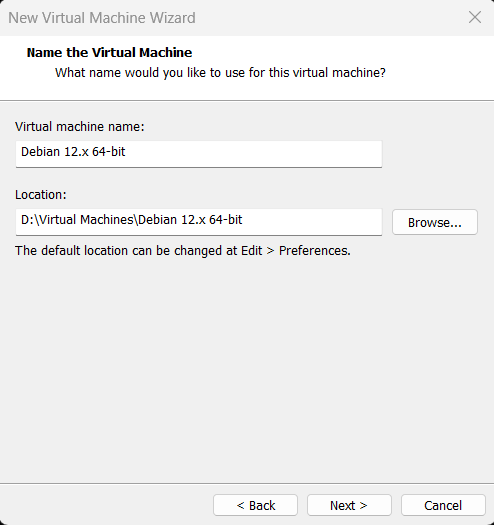 New Virtual Machine Wizard
Name the Virtual Machine
What name would you like to use for this virtual machine?
Virtual machine name:
Debian 12.x 64-bit
Location:
D:\Virtual Machines\Debian 12.x 64-bit
Browse...
The default location can be changed at Edit > Preferences.
< Back
Next >
Cancel